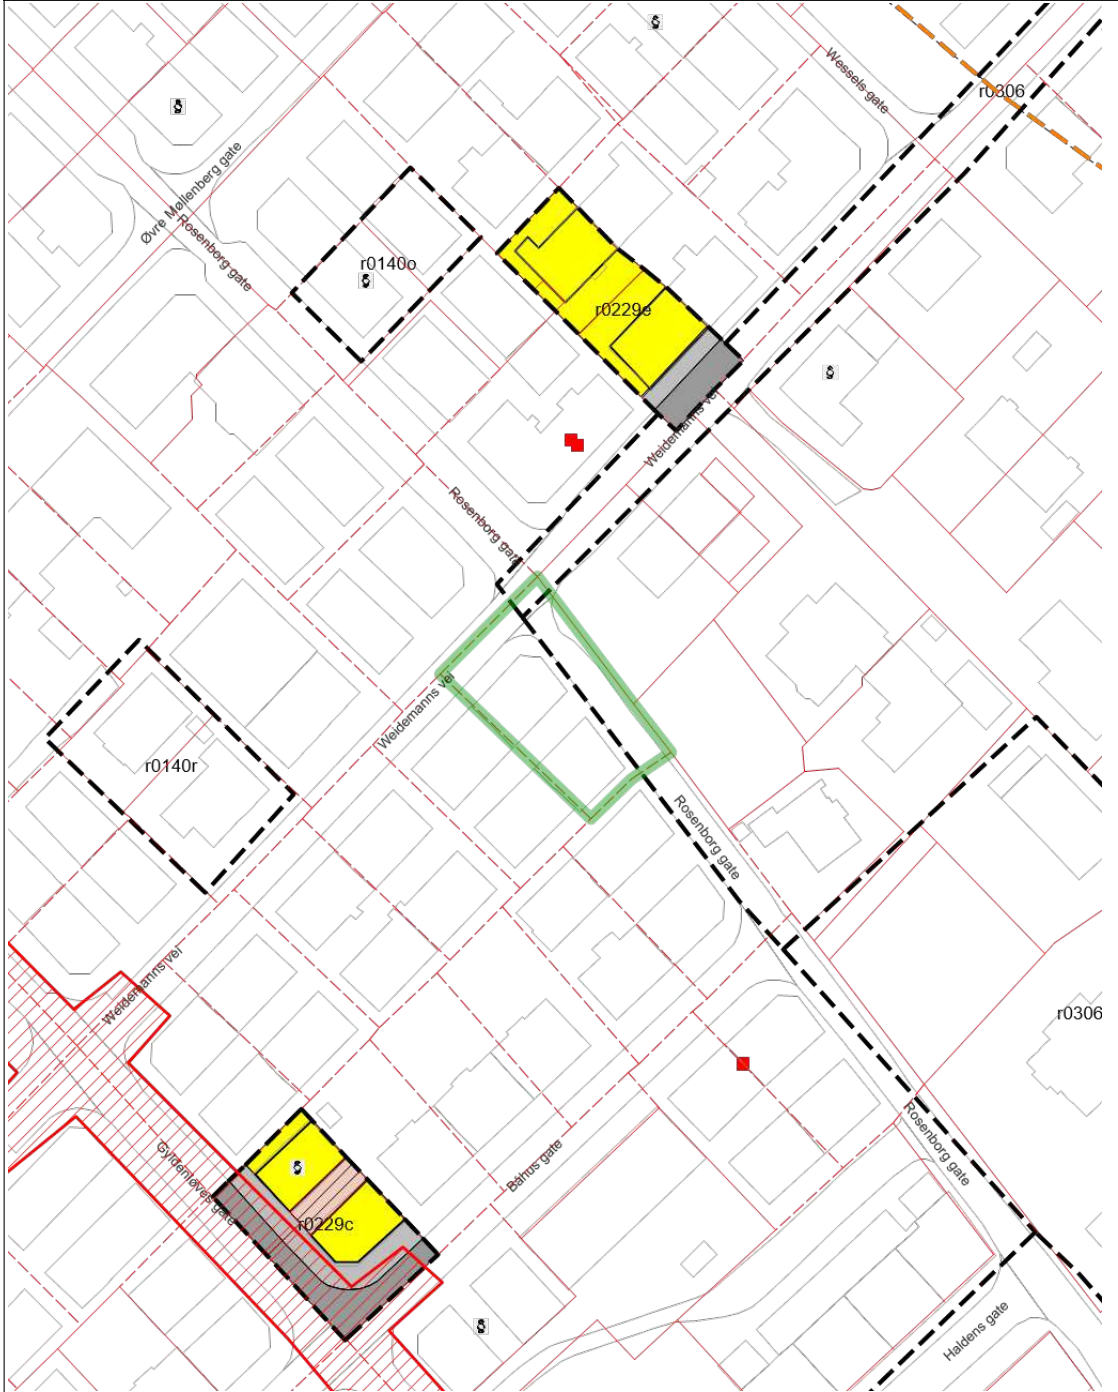 Wessels gate
r0306
Øvre Møllenberg gate
Rosenborg gate
r0140o
r0229e
Weidemanns vei
Rosenborg gate
Weidemanns vei
r0140r
Rosenborg gate
Weidemanns vei
r0306
Rosenborg gate
Gyldenløves gate
Båhus gate
r0229c
Haldens gate